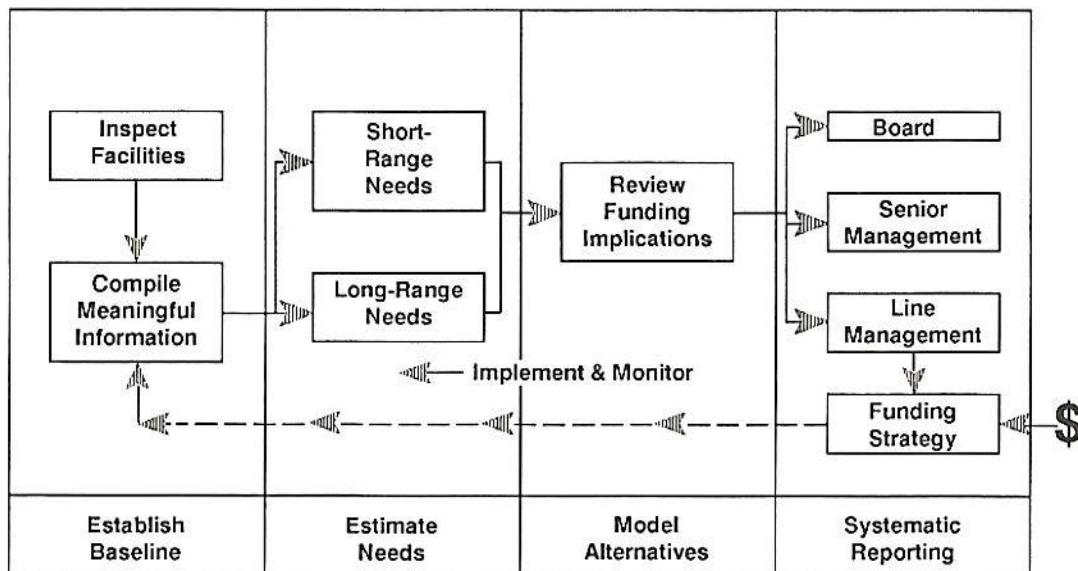 Inspect
Facilities
Compile
Meaningful
Information
Short-
Range
Needs
Long-Range
Needs
Review
Funding
Implications
Board
Senior
Management
Line
Management
Implement & Monitor
Funding
Strategy
$
Establish
Baseline
Estimate
Needs
Model
Alternatives
Systematic
Reporting